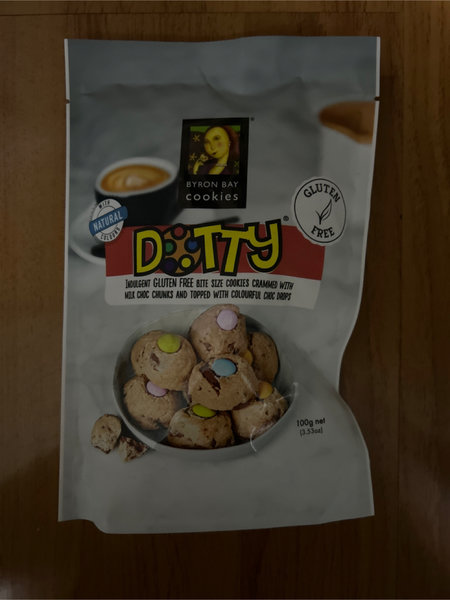 BYRON BAY
cookies
®
WITH
NATURAL
COLOURS
GLUTEN
FREE
DOTTY®
INDULGENT GLUTEN FREE BITE SIZE COOKIES CRAMMED WITH
MILK CHOC CHUNKS AND TOPPED WITH COLOURFUL CHOC DROPS
100g net
(3.53oz)